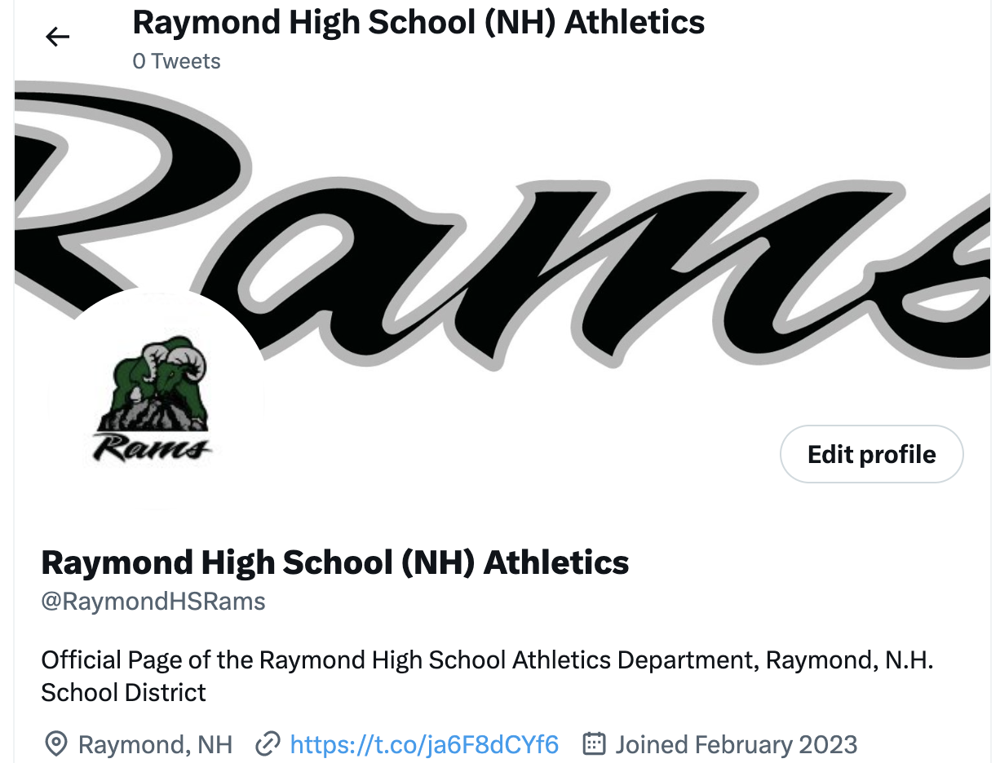 Raymond High School (NH) Athletics
0 Tweets
Rams
Rams
Edit profile
Raymond High School (NH) Athletics
@RaymondHSRams
Official Page of the Raymond High School Athletics Department, Raymond, N.H.
School District
Raymond, NH https://t.co/ja6F8dCYf6 Joined February 2023